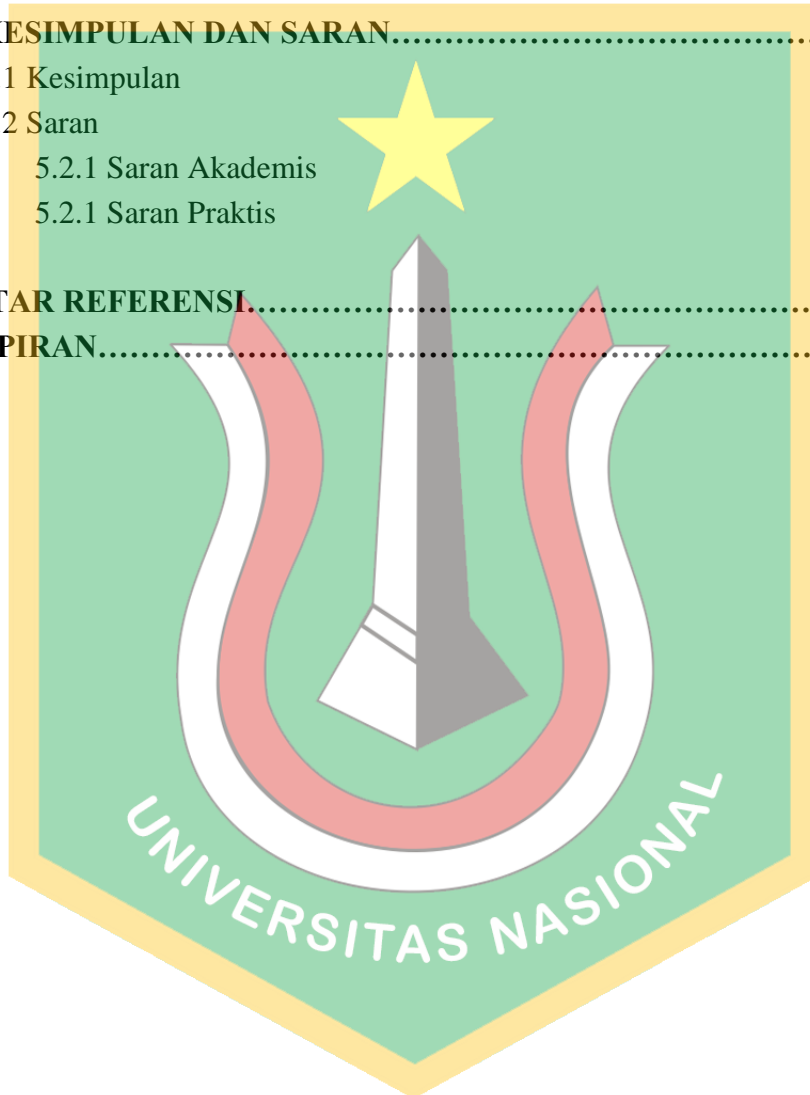 KESIMPULAN DAN SARAN........................................
1 Kesimpulan
2 Saran
5.2.1 Saran Akademis
5.2.1 Saran Praktis
TAR REFERENSI........................................................
PIRAN........................................................................
UNIVERSITAS NASIONAL